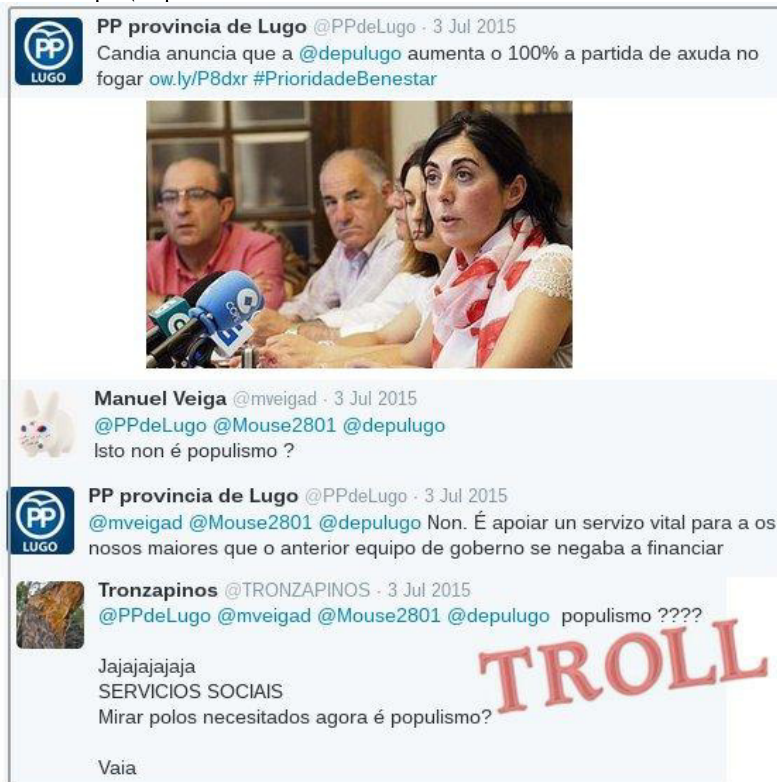 PP provincia de Lugo @PPdeLugo · 3 Jul 2015
Candia anuncia que a @depulugo aumenta o 100% a partida de axuda no
fogar ow.ly/P8dxr #PrioridadeBenestar
PP
LUGO
COPE
Manuel Veiga @mveigad · 3 Jul 2015
@PPdeLugo @Mouse2801 @depulugo
Isto non é populismo ?
PP provincia de Lugo @PPdeLugo · 3 Jul 2015
@mveigad @Mouse2801 @depulugo Non. É apoiar un servizo vital para a os
nosos maiores que o anterior equipo de goberno se negaba a financiar
PP
LUGO
Tronzapinos @TRONZAPINOS · 3 Jul 2015
@PPdeLugo @mveigad @Mouse2801 @depulugo populismo ????
Jajajajajaja
SERVICIOS SOCIAIS
Mirar polos necesitados agora é populismo?
Vaia
TROLL